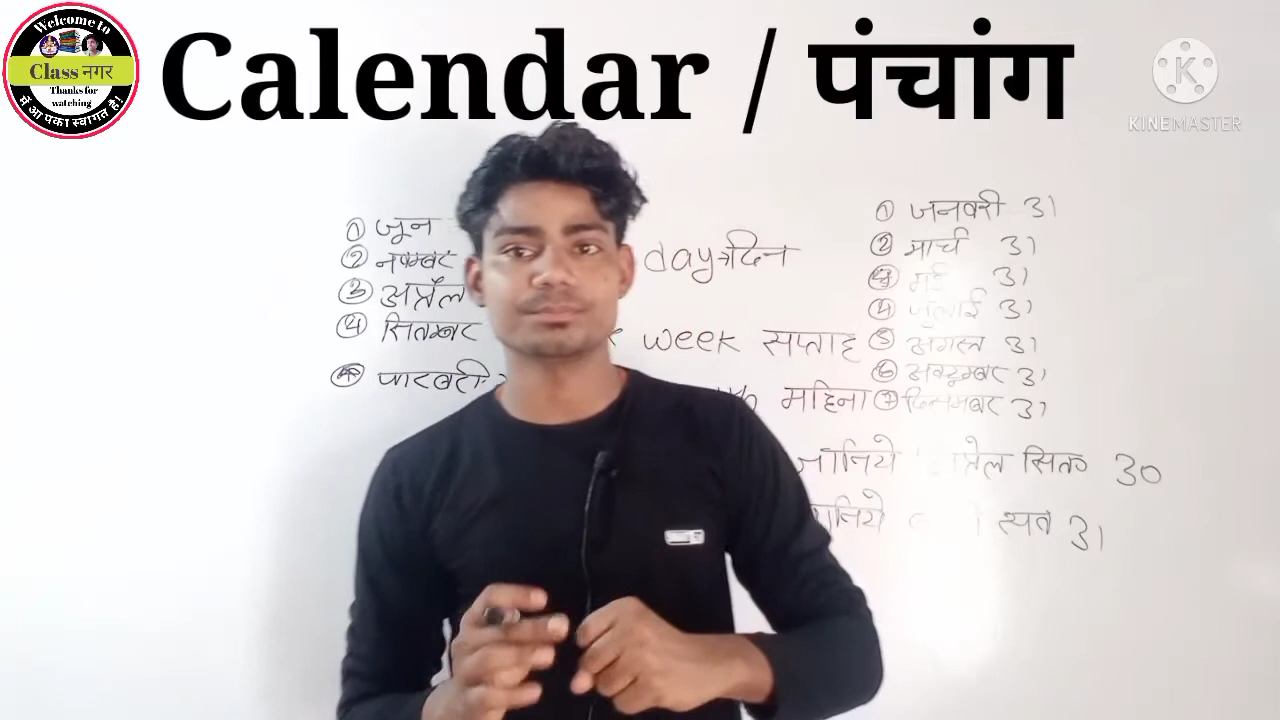 Welcome to
Class नगर
Thanks for
watching
में आपका स्वागत है!
Calendar / पंचांग
K
KINEMASTER
① जून
② नवम्बर
③ अप्रैल
④ सितम्बर
day→दिन
week सप्ताह
महिना
① जनवरी 31
② मार्च 31
मई 31
④ जुलाई 31
⑤ अगस्त 31
⑥ अक्टूम्बर 31
⑦ दिसम्बर 31
जानिये सित० 30
31